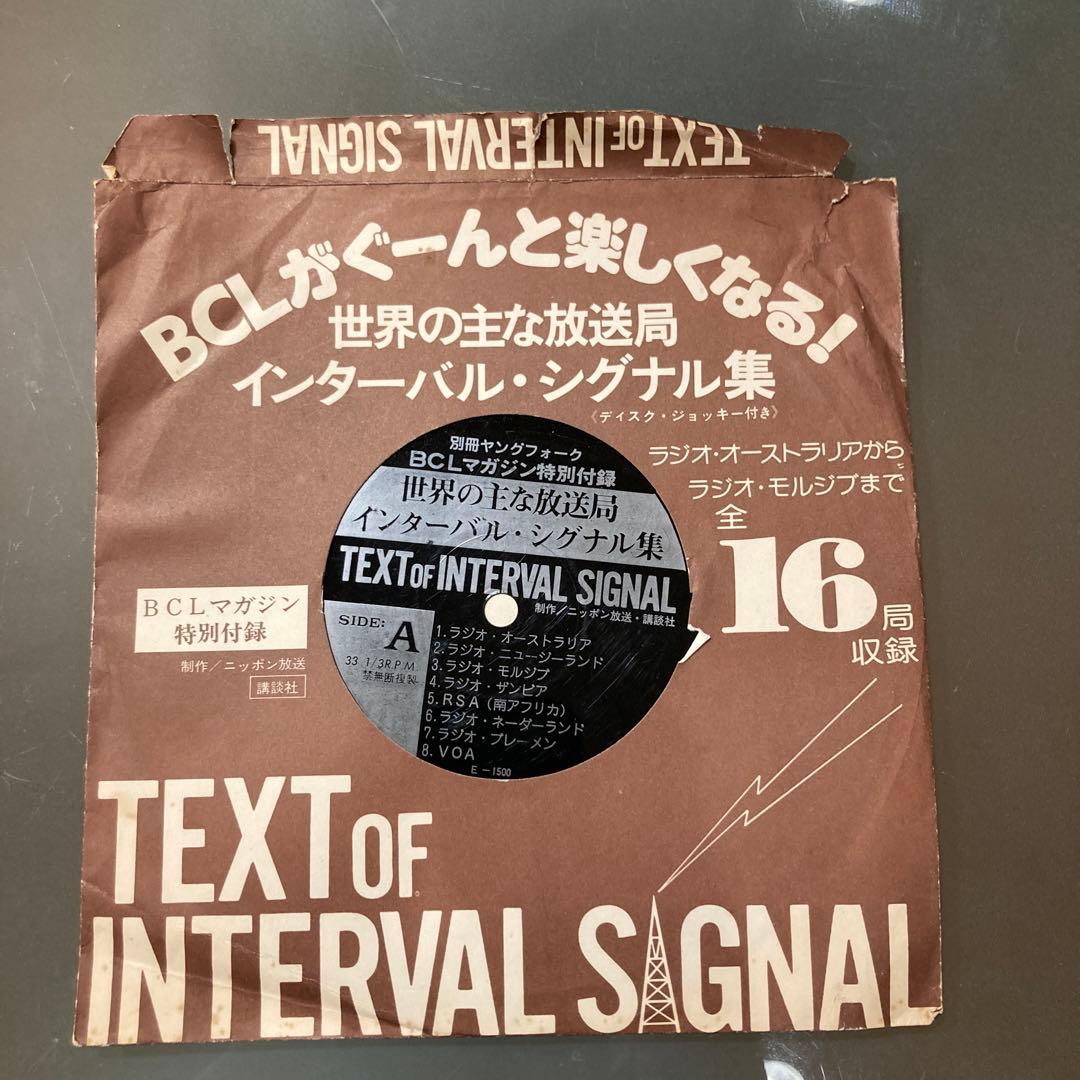 TEXT OF INTERVAL SIGNAL
BCLがぐーんと楽しくなる!
世界の主な放送局
インターバル・シグナル集
《ディスク・ジョッキー付き》
ラジオ・オーストラリアから
ラジオ・モルジブまで
全
16
局
収録
別冊ヤングフォーク
BCLマガジン特別付録
世界の主な放送局
インターバル・シグナル集
TEXT OF INTERVAL SIGNAL
制作/ニッポン放送・講談社
SIDE: A
33 1/3R.P.M.
禁無断複製
1.ラジオ・オーストラリア
2.ラジオ・ニュージーランド
3.ラジオ・モルジブ
4.ラジオ・ザンビア
5.RSA(南アフリカ)
6.ラジオ・ネーダーランド
7.ラジオ・ブレーメン
8.VOA
E-1500
BCLマガジン
特別付録
制作/ニッポン放送
講談社
TEXT OF
INTERVAL SIGNAL